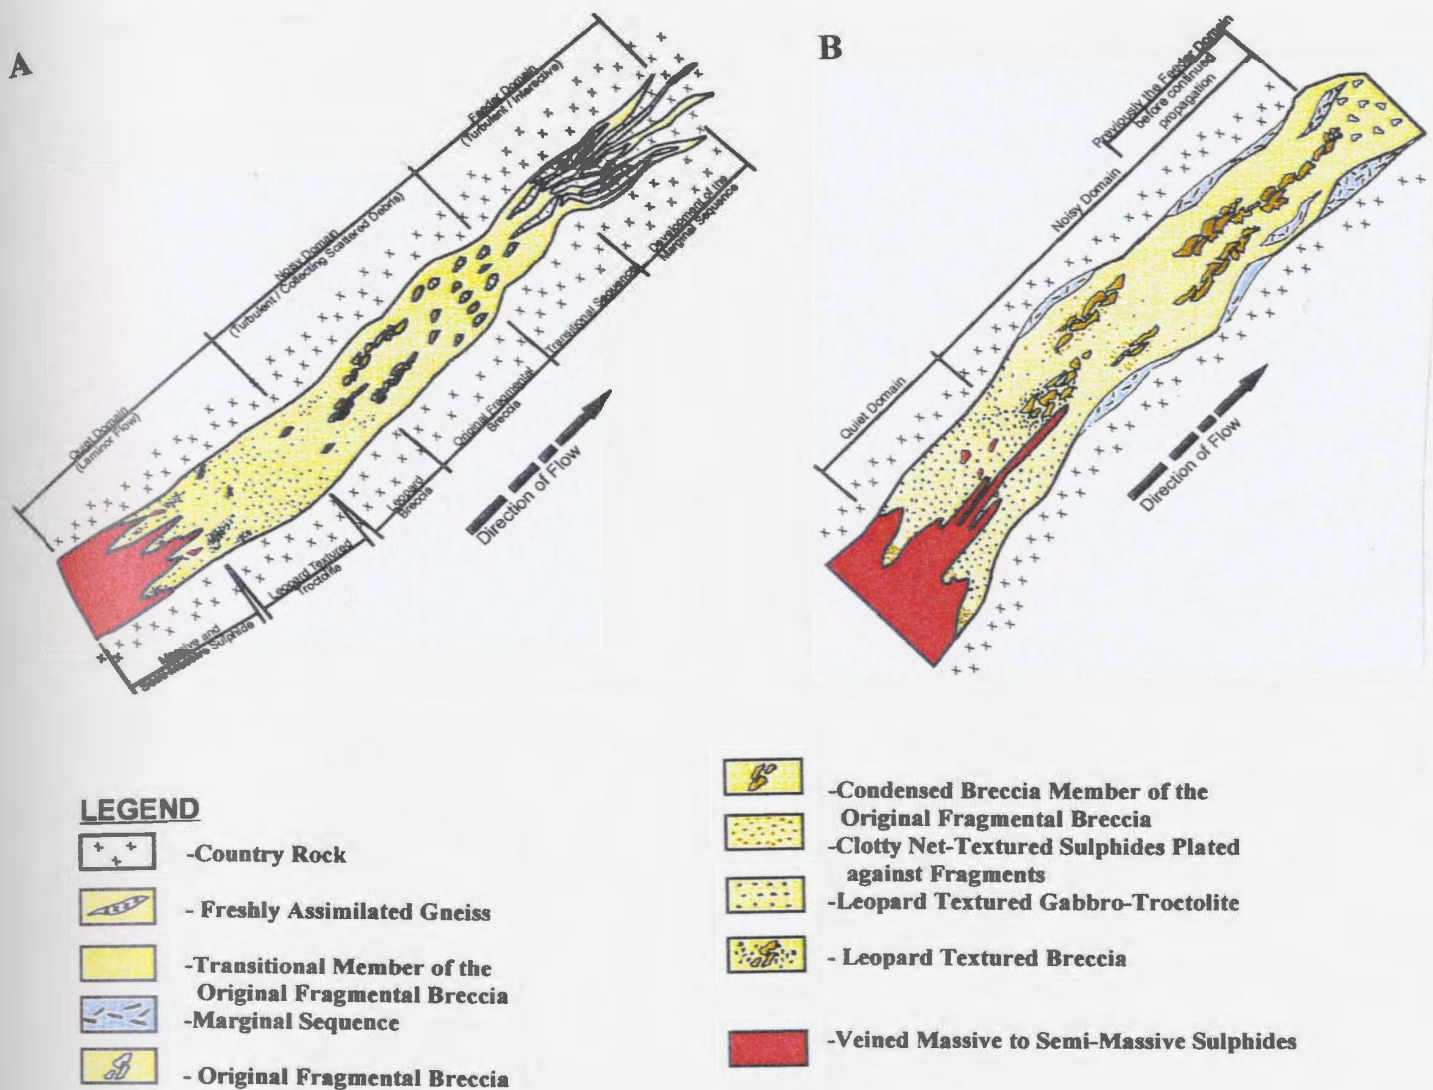 A
Feeder Domain
(Turbulent / Interactive)
Noisy Domain
(Turbulent / Collecting Scattered Debris)
Quiet Domain
(Laminor Flow)
Development of the
Marginal Sequence
Transitional Sequence
Original Fragmental
Breccia
Leopard
Breccia
Leopard Textured
Troctolite
Massive and
Semi-Massive Sulphide
Direction of Flow
B
Previously the Feeder Domain
before continued
propagation
Noisy Domain
Quiet Domain
Direction of Flow
LEGEND
-Country Rock
- Freshly Assimilated Gneiss
-Transitional Member of the
Original Fragmental Breccia
-Marginal Sequence
- Original Fragmental Breccia
-Condensed Breccia Member of the
Original Fragmental Breccia
-Clotty Net-Textured Sulphides Plated
against Fragments
-Leopard Textured Gabbro-Troctolite
- Leopard Textured Breccia
-Veined Massive to Semi-Massive Sulphides